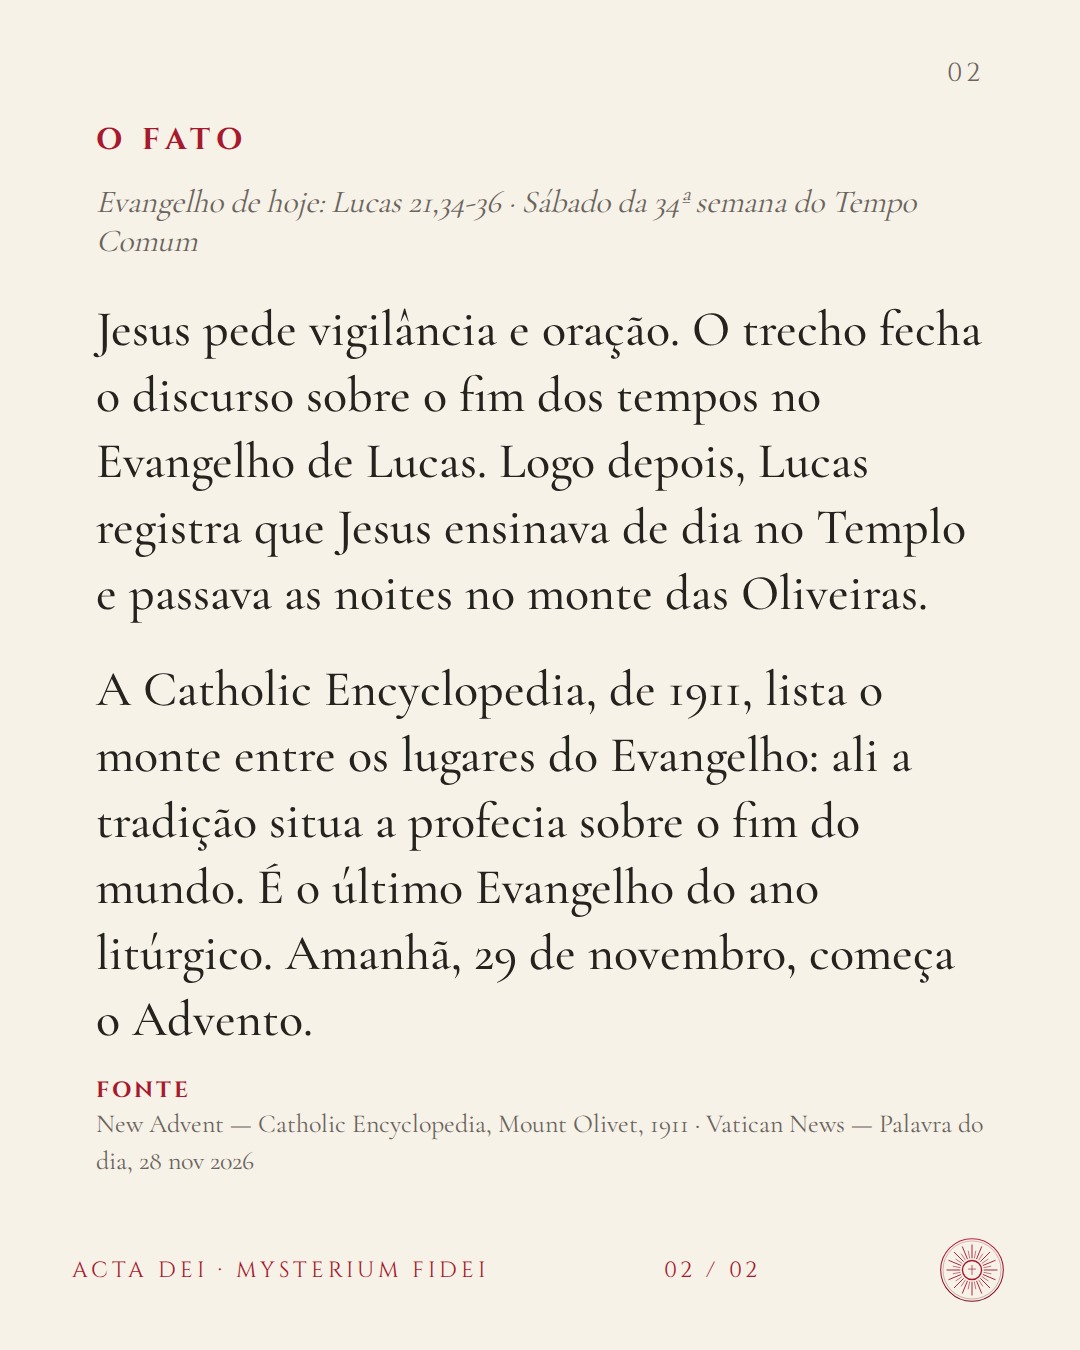 02
O FATO
Evangelho de hoje: Lucas 21,34-36 · Sábado da 34ª semana do Tempo
Comum
Jesus pede vigilância e oração. O trecho fecha
o discurso sobre o fim dos tempos no
Evangelho de Lucas. Logo depois, Lucas
registra que Jesus ensinava de dia no Templo
e passava as noites no monte das Oliveiras.
A Catholic Encyclopedia, de 1911, lista o
monte entre os lugares do Evangelho: ali a
tradição situa a profecia sobre o fim do
mundo. É o último Evangelho do ano
litúrgico. Amanhã, 29 de novembro, começa
o Advento.
FONTE
New Advent — Catholic Encyclopedia, Mount Olivet, 1911 · Vatican News — Palavra do
dia, 28 nov 2026
ACTA DEI · MYSTERIUM FIDEI
02 / 02